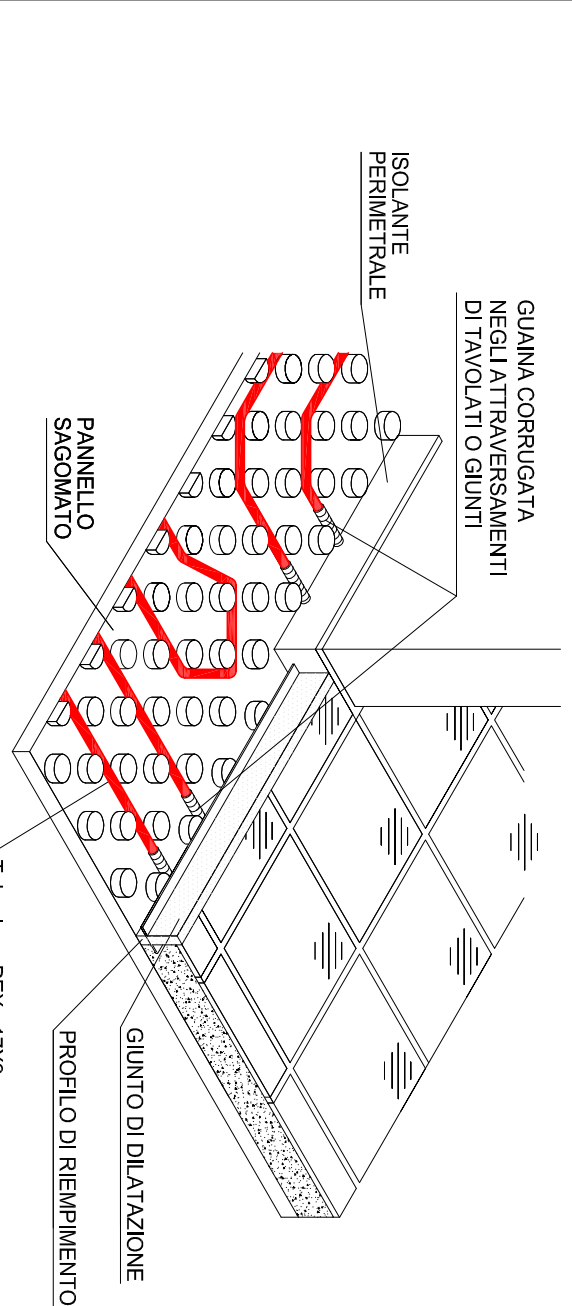 ISOLANTE
PERIMETRALE
GUAINA CORRUGATA
NEGLI ATTRAVERSAMENTI
DI TAVOLATI O GIUNTI
PANNELLO
SAGOMATO
GIUNTO DI DILATAZIONE
PROFILO DI RIEMPIMENTO